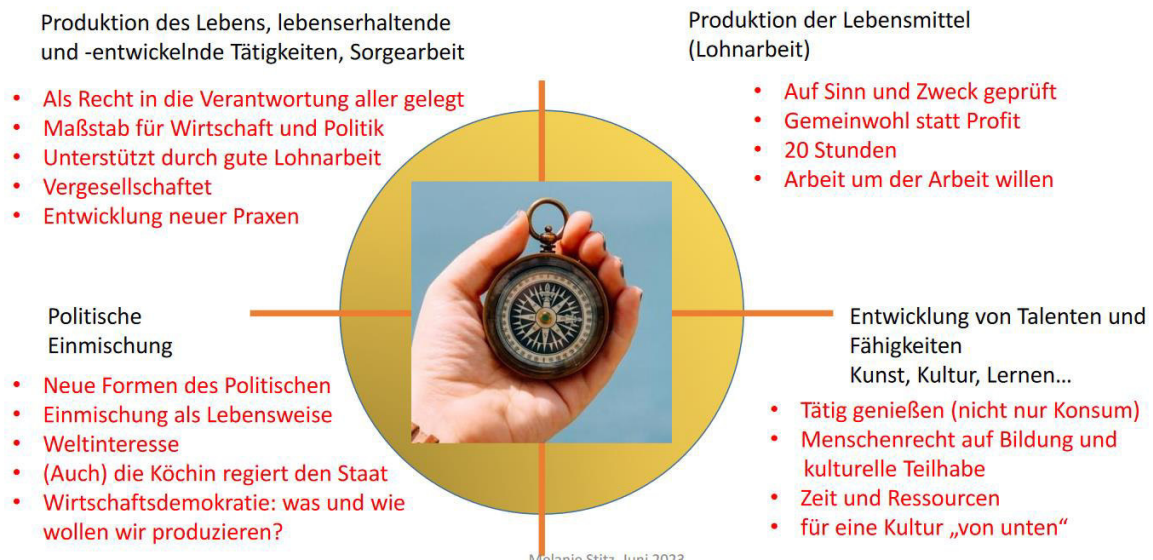 Produktion des Lebens, lebenserhaltende
und -entwickelnde Tätigkeiten, Sorgearbeit
• Als Recht in die Verantwortung aller gelegt
• Maßstab für Wirtschaft und Politik
• Unterstützt durch gute Lohnarbeit
• Vergesellschaftet
• Entwicklung neuer Praxen
Produktion der Lebensmittel
(Lohnarbeit)
• Auf Sinn und Zweck geprüft
• Gemeinwohl statt Profit
• 20 Stunden
• Arbeit um der Arbeit willen
Politische
Einmischung
• Neue Formen des Politischen
• Einmischung als Lebensweise
• Weltinteresse
• (Auch) die Köchin regiert den Staat
• Wirtschaftsdemokratie: was und wie
wollen wir produzieren?
Entwicklung von Talenten und
Fähigkeiten
Kunst, Kultur, Lernen…
• Tätig genießen (nicht nur Konsum)
• Menschenrecht auf Bildung und
kulturelle Teilhabe
• Zeit und Ressourcen
• für eine Kultur „von unten“
Melanie Stitz, Juni 2023